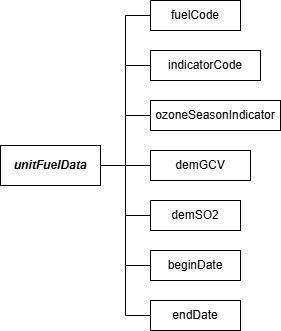 fuelCode
indicatorCode
ozoneSeasonIndicator
unitFuelData
demGCV
demSO2
beginDate
endDate